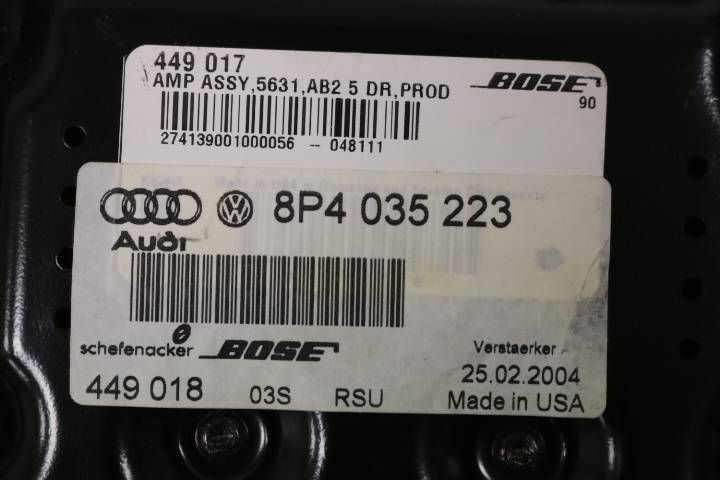 449 017
AMP ASSY,5631,AB2 5 DR,PROD
BOSE
90
274139001000056 -- 048111
8P4 035 223
Audi
schefenacker BOSE
Verstaerker
449 018 03S RSU
25.02.2004
Made in USA